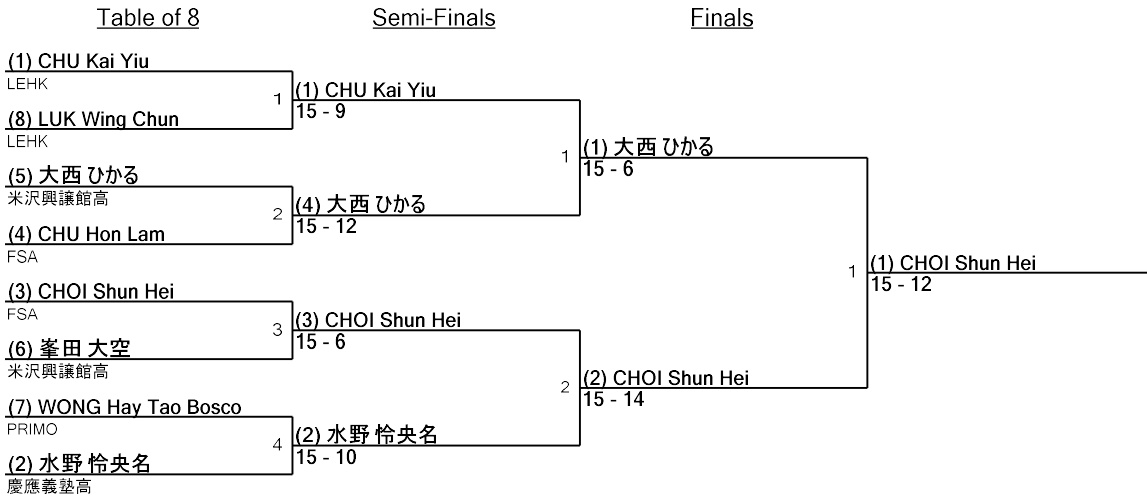 Table of 8
Semi-Finals
Finals
(1) CHU Kai Yiu
LEHK
(8) LUK Wing Chun
LEHK
(5) 大西 ひかる
米沢興譲館高
(4) CHU Hon Lam
FSA
(3) CHOI Shun Hei
FSA
(6) 峯田 大空
米沢興譲館高
(7) WONG Hay Tao Bosco
PRIMO
(2) 水野 怜央名
慶應義塾高
1
2
3
4
(1) CHU Kai Yiu
15 - 9
(4) 大西 ひかる
15 - 12
(3) CHOI Shun Hei
15 - 6
(2) 水野 怜央名
15 - 10
1
2
(1) 大西 ひかる
15 - 6
(2) CHOI Shun Hei
15 - 14
1
(1) CHOI Shun Hei
15 - 12